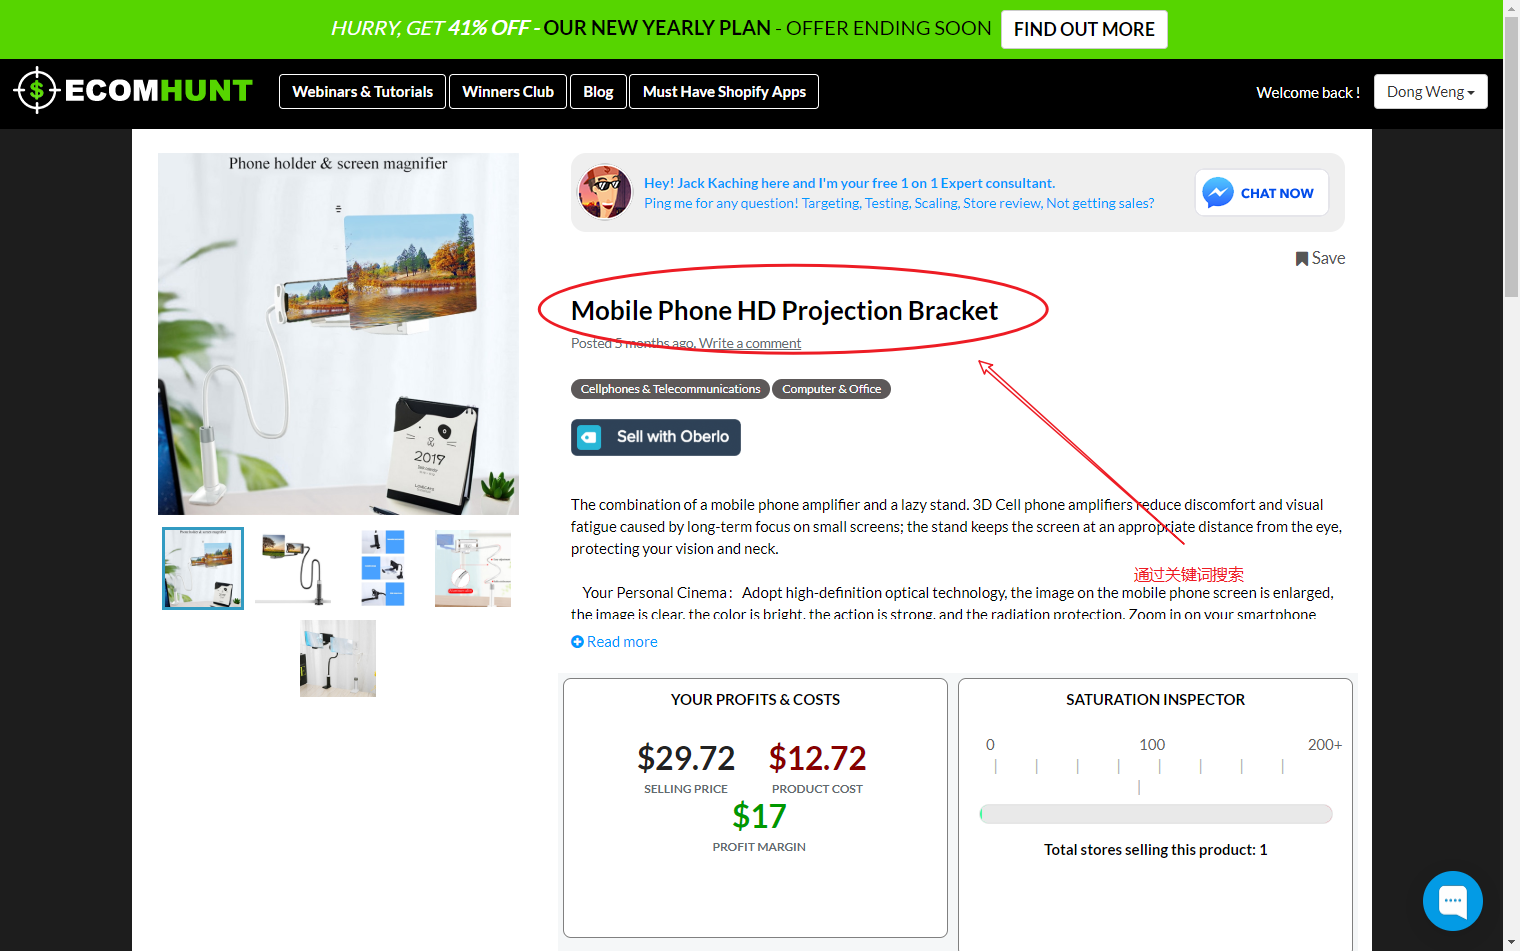 HURRY, GET 41% OFF - OUR NEW YEARLY PLAN - OFFER ENDING SOON FIND OUT MORE
ECOMHUNT Webinars & Tutorials Winners Club Blog Must Have Shopify Apps Welcome back ! Dong Weng
Phone holder & screen magnifier
2019
Hey! Jack Kaching here and I'm your free 1 on 1 Expert consultant.
Ping me for any question! Targeting, Testing, Scaling, Store review, Not getting sales?
CHAT NOW
Save
Mobile Phone HD Projection Bracket
Posted 5 months ago. Write a comment
Cellphones & Telecommunications Computer & Office
Sell with Oberlo
The combination of a mobile phone amplifier and a lazy stand. 3D Cell phone amplifiers reduce discomfort and visual
fatigue caused by long-term focus on small screens; the stand keeps the screen at an appropriate distance from the eye,
protecting your vision and neck.
通过关键词搜索
Your Personal Cinema：Adopt high-definition optical technology, the image on the mobile phone screen is enlarged,
the image is clear, the color is bright, the action is strong, and the radiation protection. Zoom in on your smartphone
Read more
YOUR PROFITS & COSTS
$29.72 $12.72
SELLING PRICE PRODUCT COST
$17
PROFIT MARGIN
SATURATION INSPECTOR
0 100 200+
Total stores selling this product: 1